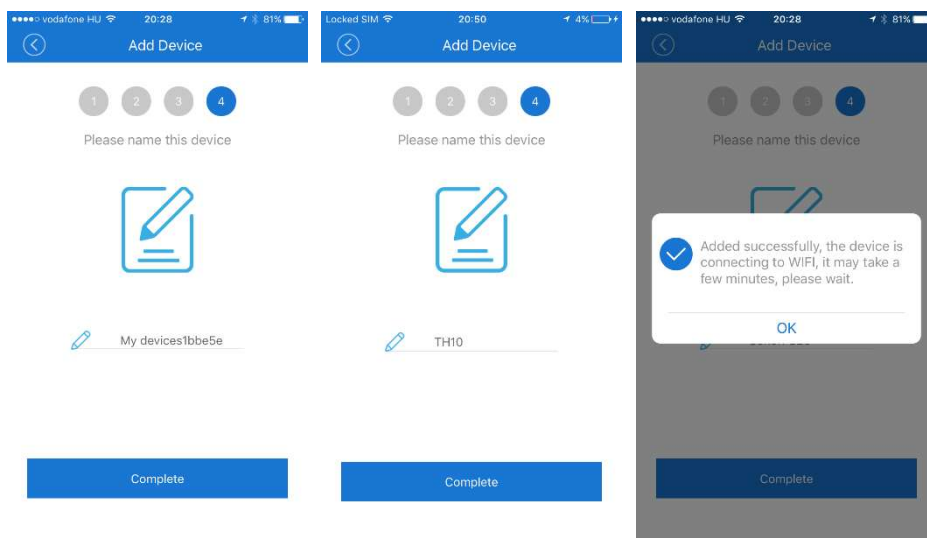 ●●●●○ vodafone HU 20:28 81%
Add Device
1 2 3 4
Please name this device
My devices1bbe5e
Complete
Locked SIM 20:50 4%
Add Device
1 2 3 4
Please name this device
TH10
Complete
●●●●○ vodafone HU 20:28 81%
Add Device
1 2 3 4
Please name this device
Added successfully, the device is
connecting to WIFI, it may take a
few minutes, please wait.
OK
Complete